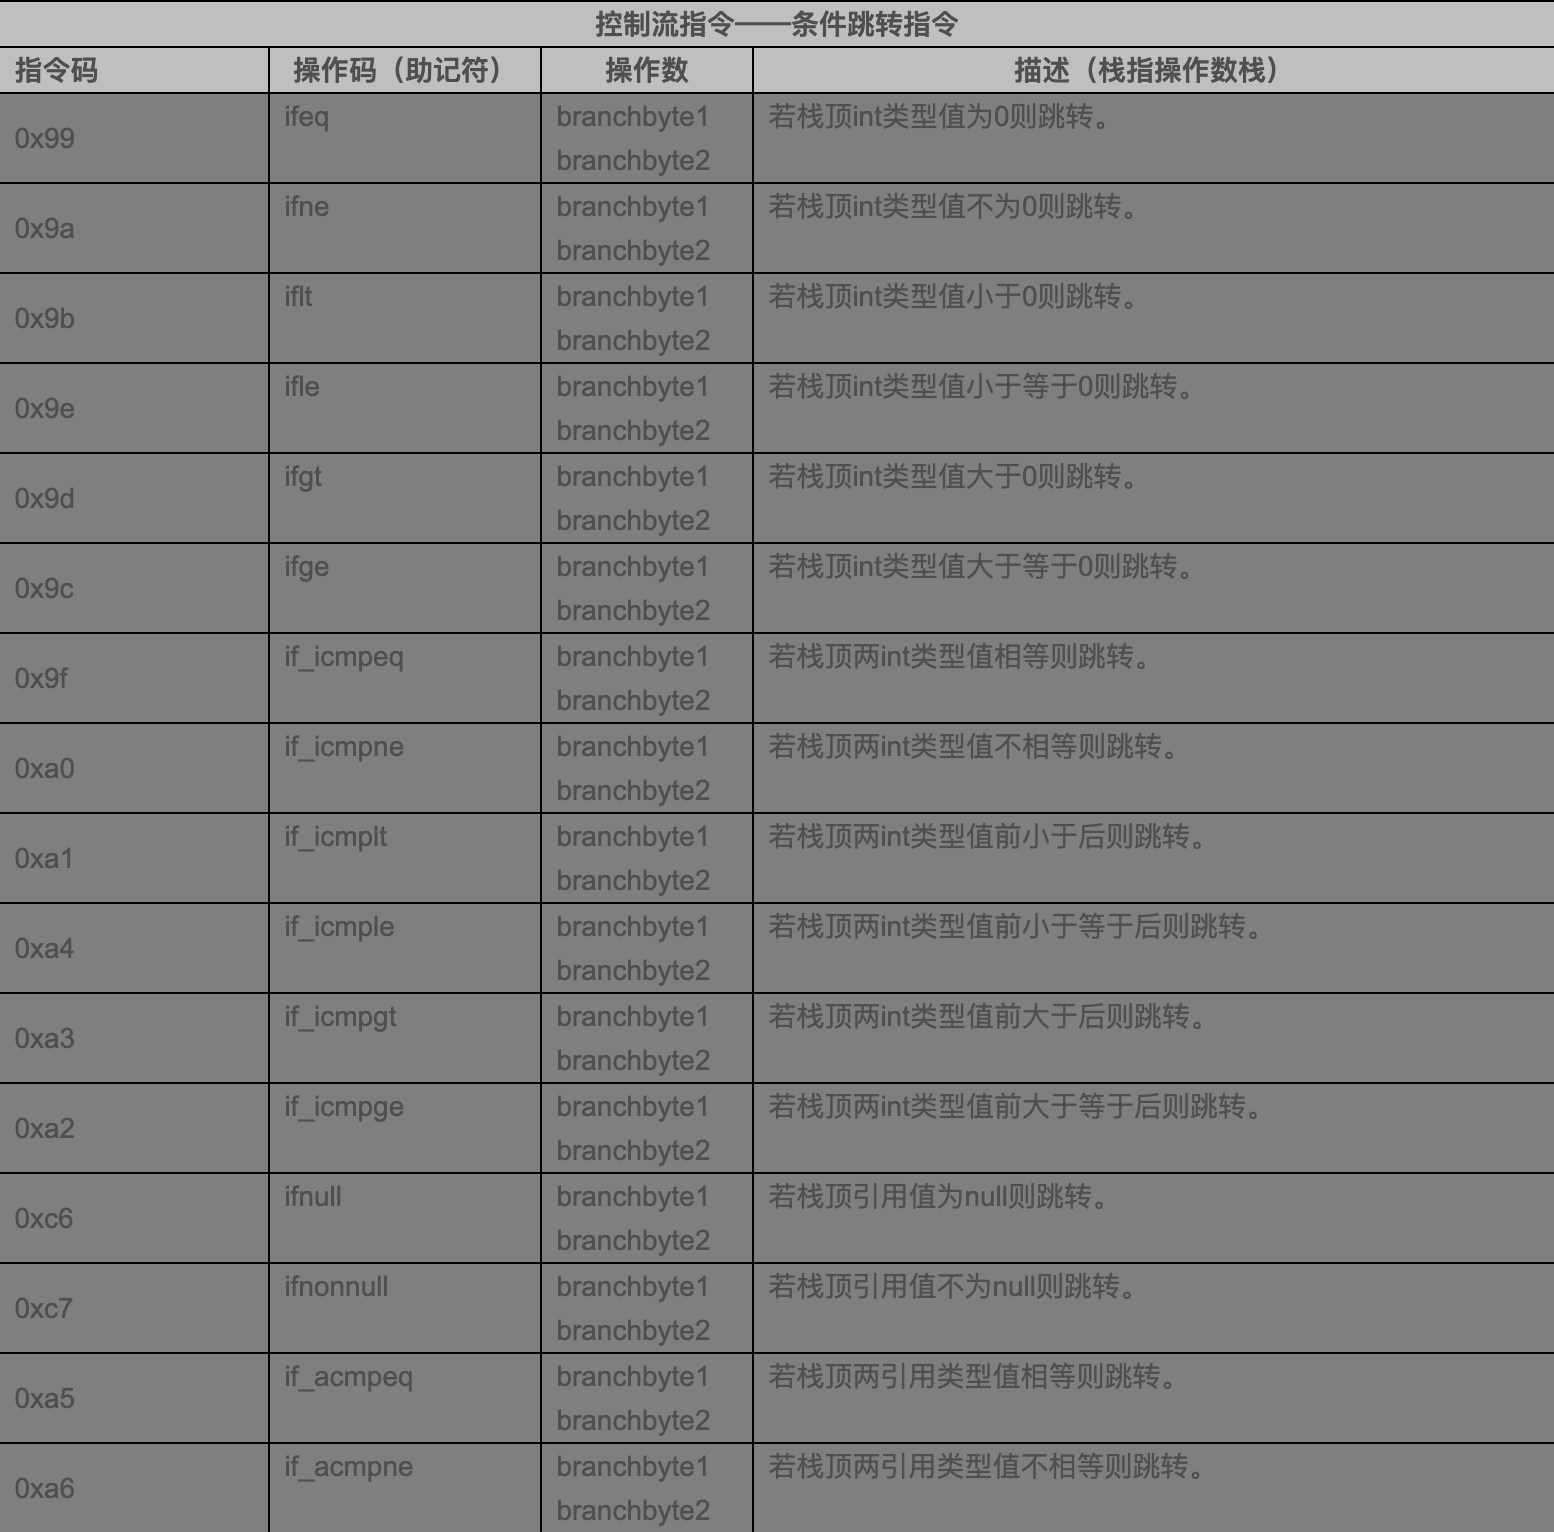 控制流指令——条件跳转指令
指令码 操作码（助记符） 操作数 描述（栈指操作数栈）
0x99 ifeq branchbyte1 若栈顶int类型值为0则跳转。
branchbyte2
0x9a ifne branchbyte1 若栈顶int类型值不为0则跳转。
branchbyte2
0x9b iflt branchbyte1 若栈顶int类型值小于0则跳转。
branchbyte2
0x9e ifle branchbyte1 若栈顶int类型值小于等于0则跳转。
branchbyte2
0x9d ifgt branchbyte1 若栈顶int类型值大于0则跳转。
branchbyte2
0x9c ifge branchbyte1 若栈顶int类型值大于等于0则跳转。
branchbyte2
0x9f if_icmpeq branchbyte1 若栈顶两int类型值相等则跳转。
branchbyte2
0xa0 if_icmpne branchbyte1 若栈顶两int类型值不相等则跳转。
branchbyte2
0xa1 if_icmplt branchbyte1 若栈顶两int类型值前小于后则跳转。
branchbyte2
0xa4 if_icmple branchbyte1 若栈顶两int类型值前小于等于后则跳转。
branchbyte2
0xa3 if_icmpgt branchbyte1 若栈顶两int类型值前大于后则跳转。
branchbyte2
0xa2 if_icmpge branchbyte1 若栈顶两int类型值前大于等于后则跳转。
branchbyte2
0xc6 ifnull branchbyte1 若栈顶引用值为null则跳转。
branchbyte2
0xc7 ifnonnull branchbyte1 若栈顶引用值不为null则跳转。
branchbyte2
0xa5 if_acmpeq branchbyte1 若栈顶两引用类型值相等则跳转。
branchbyte2
0xa6 if_acmpne branchbyte1 若栈顶两引用类型值不相等则跳转。
branchbyte2